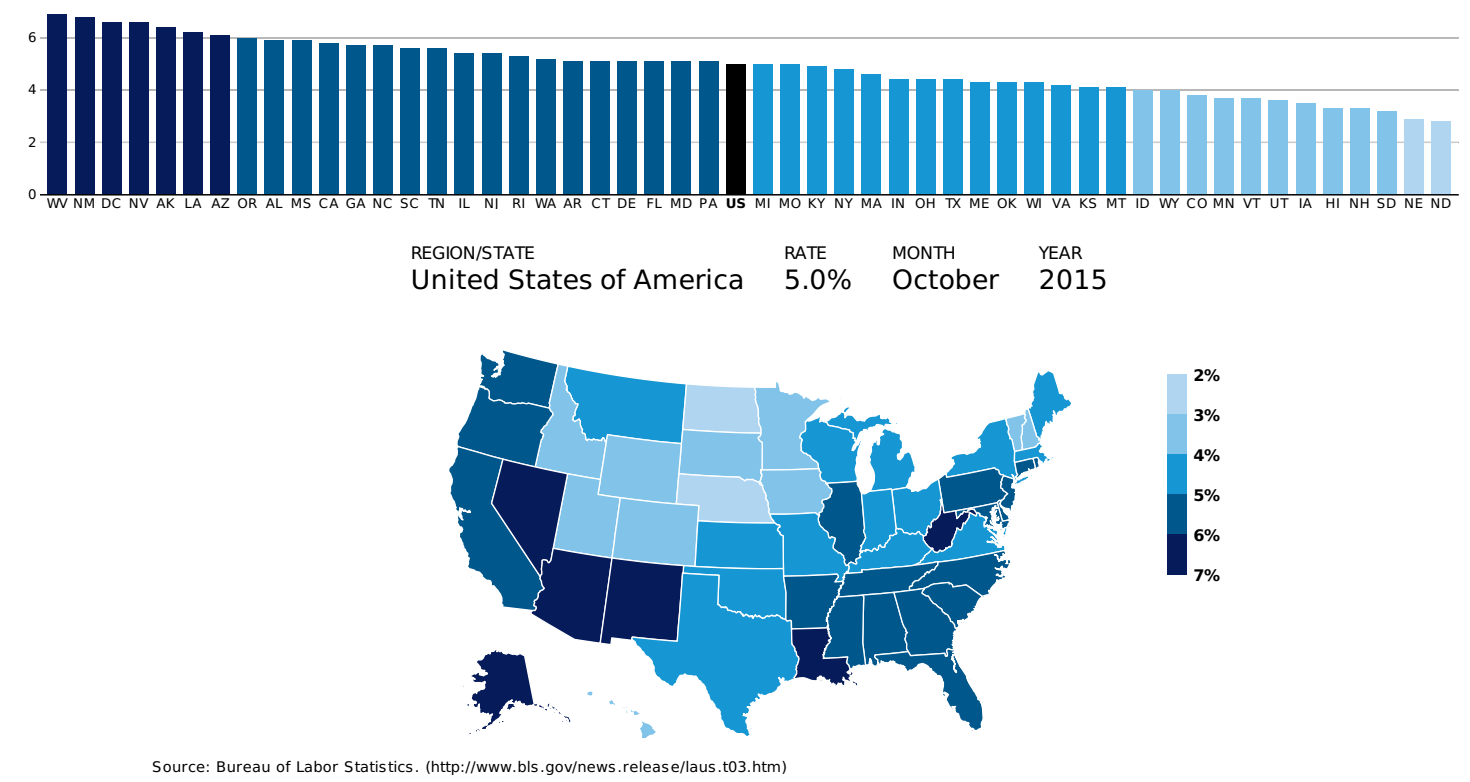 6
4
2
0
WV NM DC NV AK LA AZ OR AL MS CA GA NC SC TN IL NJ RI WA AR CT DE FL MD PA US MI MO KY NY MA IN OH TX ME OK WI VA KS MT ID WY CO MN VT UT IA HI NH SD NE ND
REGION/STATE RATE MONTH YEAR
United States of America 5.0% October 2015
2%
3%
4%
5%
6%
7%
Source: Bureau of Labor Statistics. (http://www.bls.gov/news.release/laus.t03.htm)